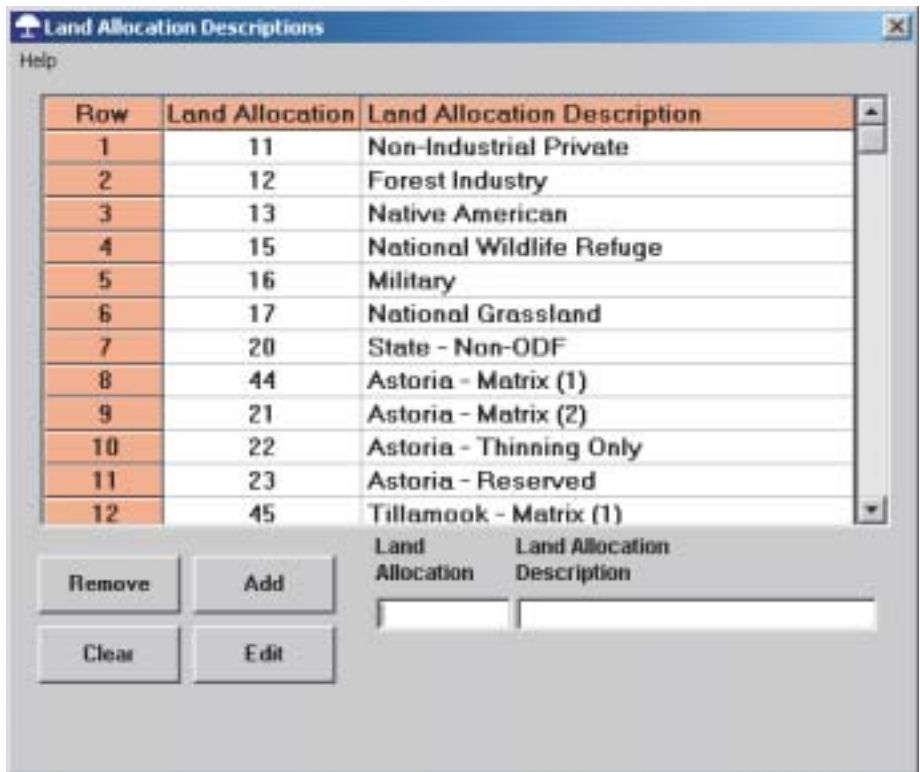 Land Allocation Descriptions
Help
Row Land Allocation Land Allocation Description
1 11 Non-Industrial Private
2 12 Forest Industry
3 13 Native American
4 15 National Wildlife Refuge
5 16 Military
6 17 National Grassland
7 20 State - Non-ODF
8 44 Astoria - Matrix (1)
9 21 Astoria - Matrix (2)
10 22 Astoria - Thinning Only
11 23 Astoria - Reserved
12 45 Tillamook - Matrix (1)
Remove Add
Clear Edit
Land Allocation
Land Allocation Description